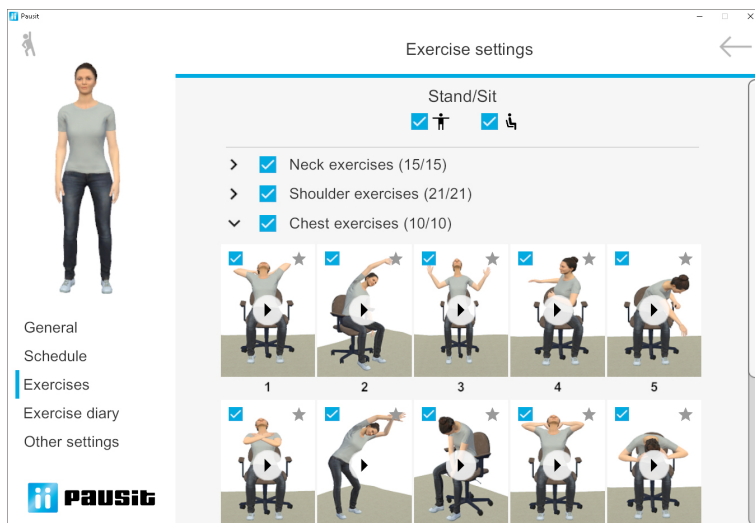 Pausit
Exercise settings
Stand/Sit
Neck exercises (15/15)
Shoulder exercises (21/21)
Chest exercises (10/10)
1 2 3 4 5
General
Schedule
Exercises
Exercise diary
Other settings
pausit